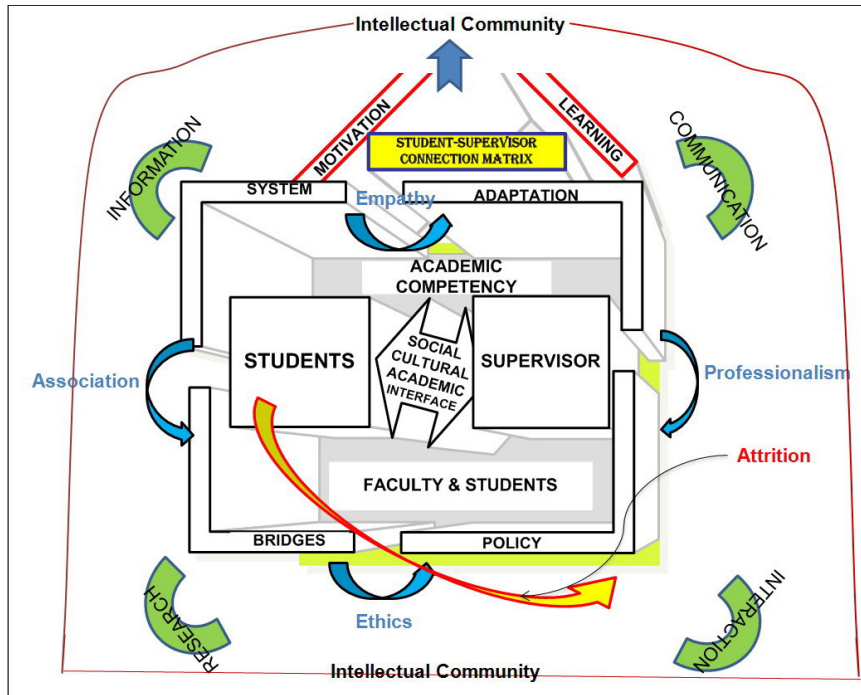 Intellectual Community
MOTIVATION
LEARNING
STUDENT-SUPERVISOR
CONNECTION MATRIX
INFORMATION
COMMUNICATION
SYSTEM
Empathy
ADAPTATION
ACADEMIC
COMPETENCY
STUDENTS
SOCIAL
CULTURAL
ACADEMIC
INTERFACE
SUPERVISOR
Association
Professionalism
Attrition
FACULTY & STUDENTS
BRIDGES
POLICY
RESEARCH
Ethics
INTERACTION
Intellectual Community